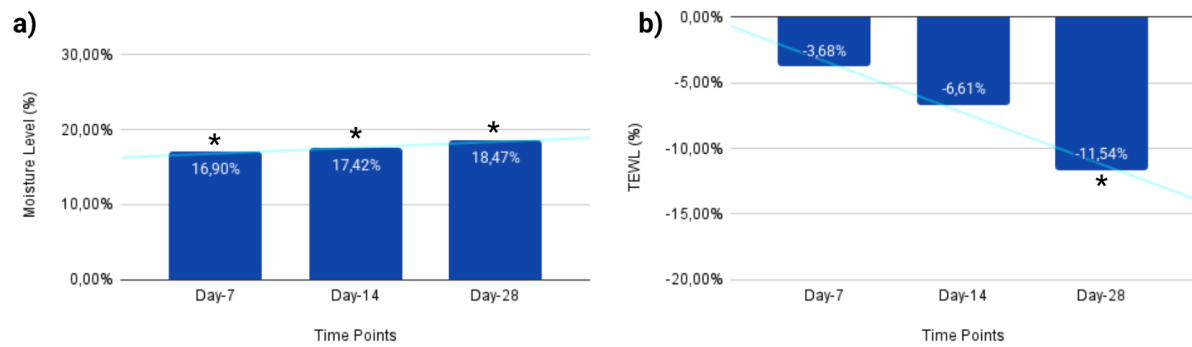 a)
30,00%
20,00%
10,00%
0,00%
Moisture Level (%)
* * *
16,90% 17,42% 18,47%
Day-7 Day-14 Day-28
Time Points
b)
0,00%
-5,00%
-10,00%
-15,00%
-20,00%
TEWL (%)
-3,68%
-6,61%
-11,54%
*
Day-7 Day-14 Day-28
Time Points